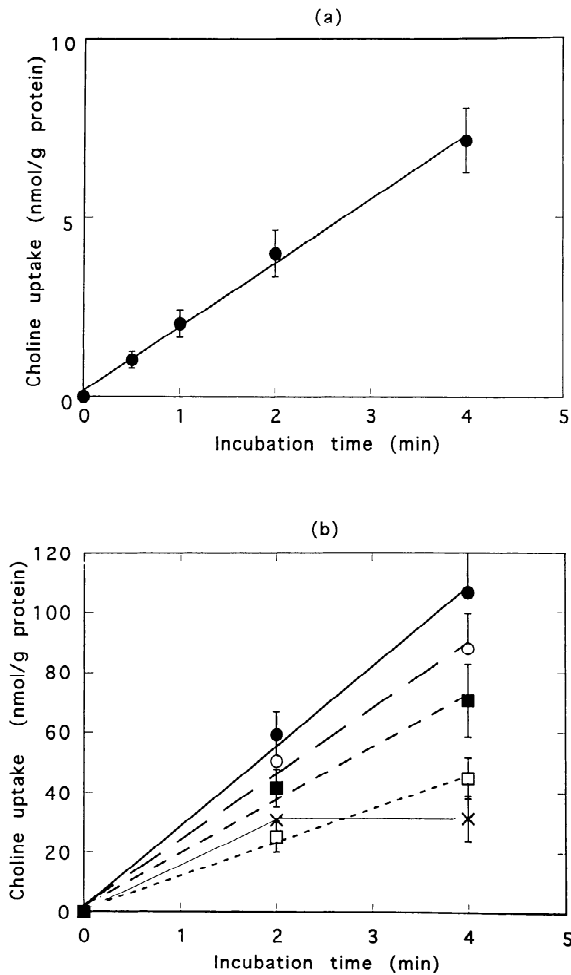 (a)
10
5
0
Choline uptake (nmol/g protein)
0 1 2 3 4 5
Incubation time (min)
(b)
120
100
80
60
40
20
0
Choline uptake (nmol/g protein)
0 1 2 3 4 5
Incubation time (min)